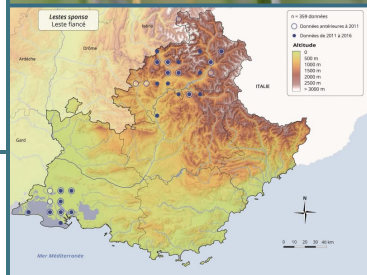 Lestes sponsa
Leste fiancé
n = 359 données
Données antérieures à 2011
Données de 2011 à 2016
Altitude
0
500 m
1000 m
1500 m
2000 m
2500 m
> 3000 m
Isère
Drôme
Ardèche
ITALIE
Gard
N
0 10 20 30 40 km
Mer Méditerranée